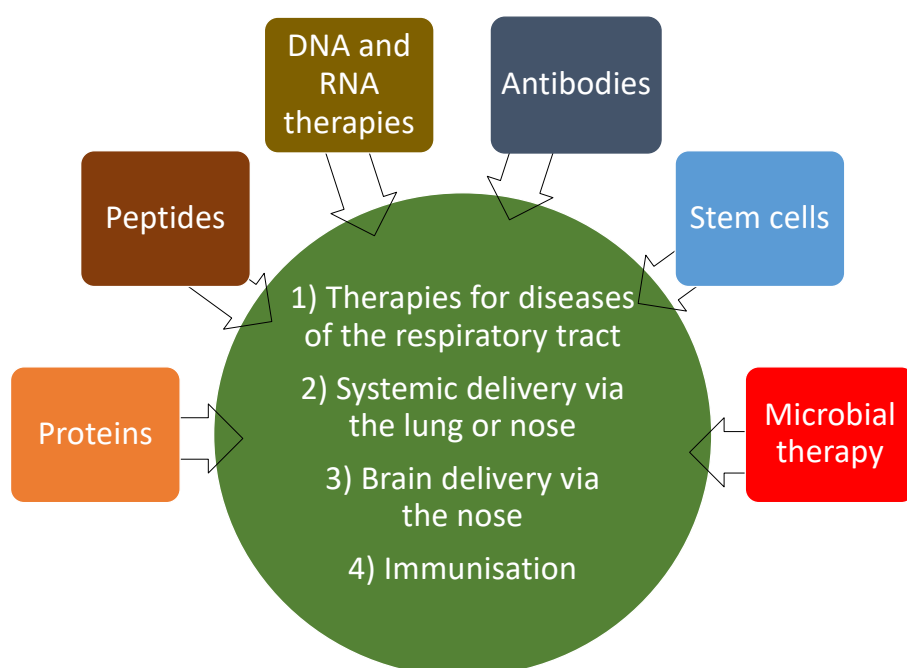 DNA and
RNA
therapies
Antibodies
Peptides
Stem cells
Proteins
Microbial
therapy
1) Therapies for diseases
of the respiratory tract
2) Systemic delivery via
the lung or nose
3) Brain delivery via
the nose
4) Immunisation